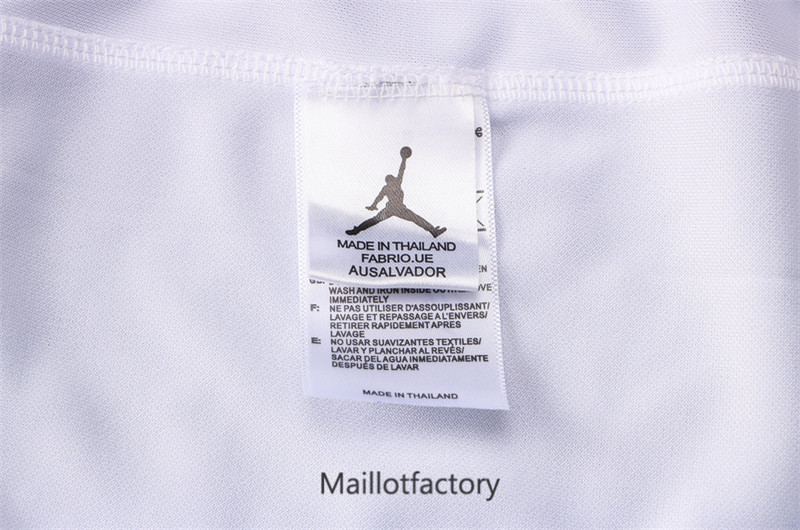 MADE IN THAILAND
FABRIO.UE
AUSALVADOR
EN
WASH AND IRON INSIDE
IMMEDIATELY
F: NE PAS UTILISER D'ASSOUPLISSANT/
LAVAGE ET REPASSAGE A L'ENVERS/
RETIRER RAPIDEMENT APRES
LAVAGE
E: NO USAR SUAVIZANTES TEXTILES/
LAVAR Y PLANCHAR AL REVÉS/
SACAR DEL AGUA INMEDIATAMENTE
DESPUÉS DE LAVAR
MADE IN THAILAND
Maillotfactory